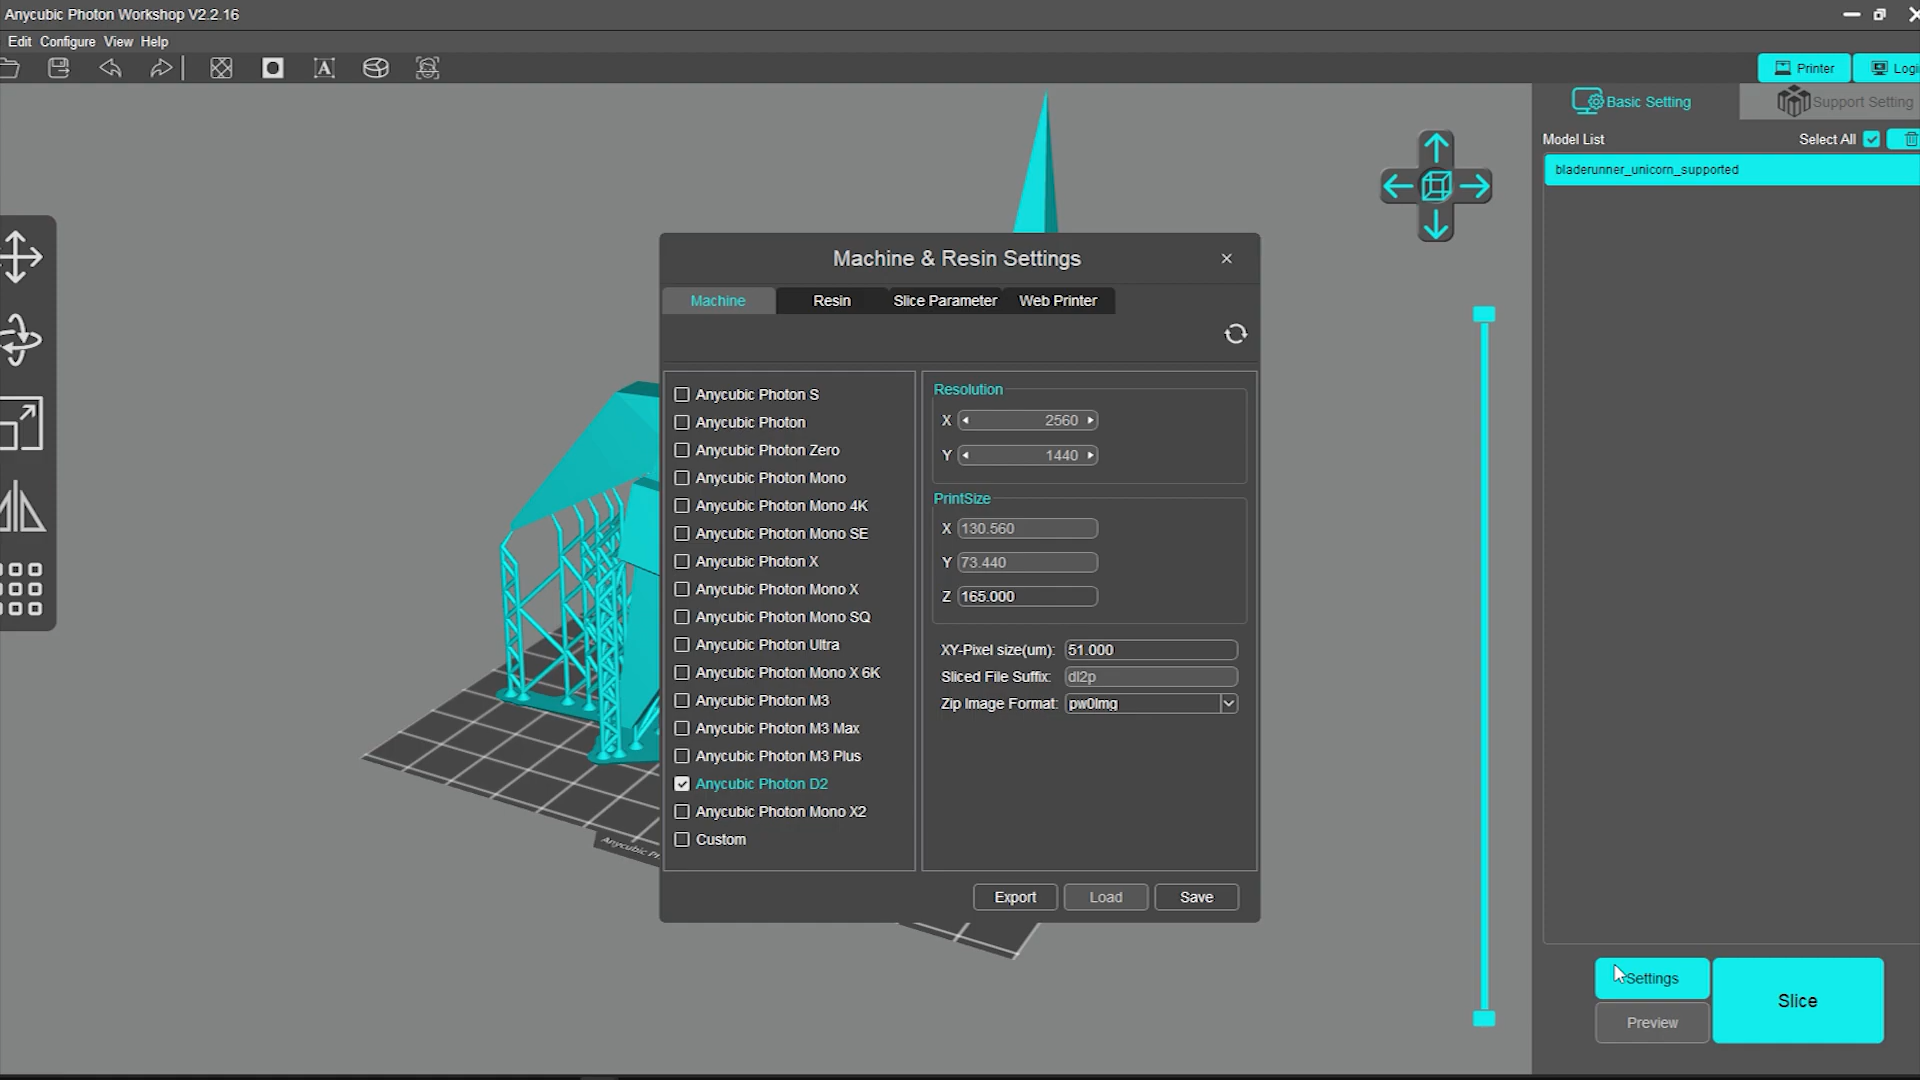 Anycubic Photon Workshop V2.2.16
Edit Configure View Help
Printer
Basic Setting
Support Setting
Model List
Select All
bladerunner_unicorn_supported
Machine & Resin Settings
Machine Resin Slice Parameter Web Printer
Anycubic Photon S
Anycubic Photon
Anycubic Photon Zero
Anycubic Photon Mono
Anycubic Photon Mono 4K
Anycubic Photon Mono SE
Anycubic Photon X
Anycubic Photon Mono X
Anycubic Photon Mono SQ
Anycubic Photon Ultra
Anycubic Photon Mono X 6K
Anycubic Photon M3
Anycubic Photon M3 Max
Anycubic Photon M3 Plus
Anycubic Photon D2
Anycubic Photon Mono X2
Custom
Resolution
X 2560
Y 1440
PrintSize
X 130.560
Y 73.440
Z 165.000
XY-Pixel size(um): 51.000
Sliced File Suffix: dl2p
Zip Image Format: pw0Img
Export Load Save
Anycubic
Settings
Preview
Slice